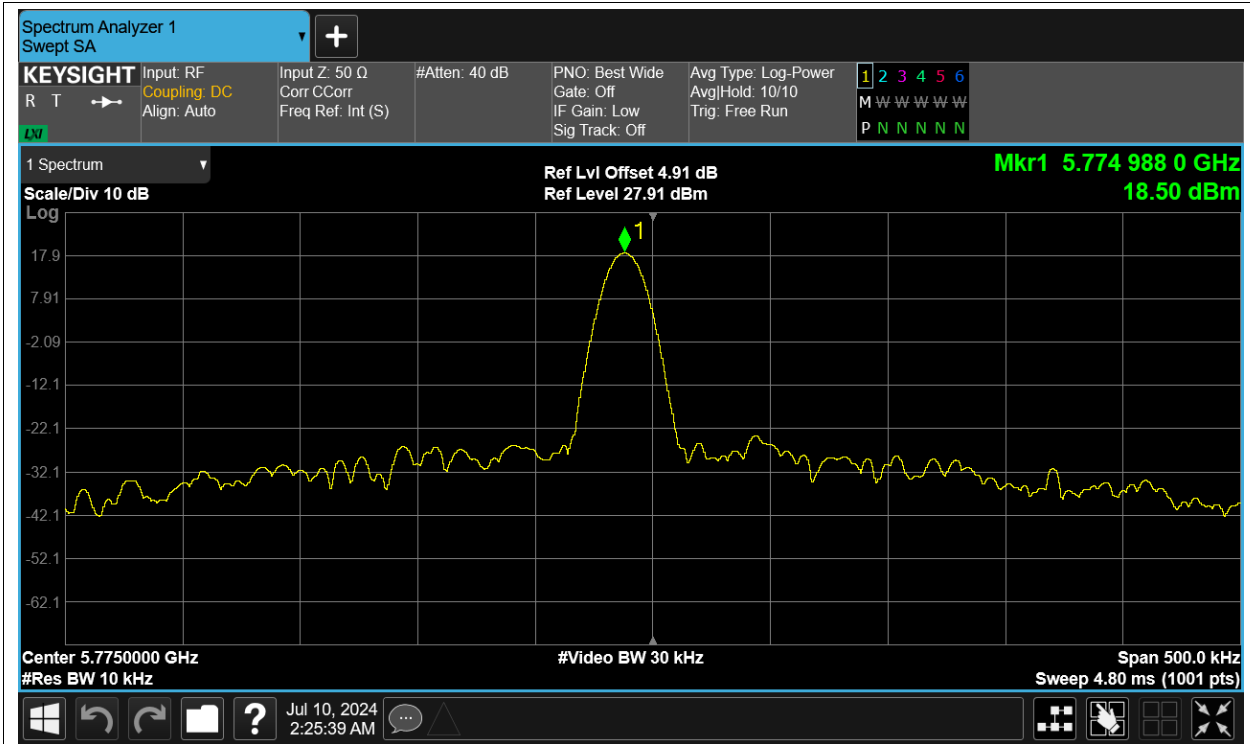 Spectrum Analyzer 1
Swept SA
KEYSIGHT
R T
LXI
Input: RF
Coupling: DC
Align: Auto
Input Z: 50 Ω
Corr CCorr
Freq Ref: Int (S)
#Atten: 40 dB
PNO: Best Wide
Gate: Off
IF Gain: Low
Sig Track: Off
Avg Type: Log-Power
Avg|Hold: 10/10
Trig: Free Run
1 2 3 4 5 6
M W W W W W
P N N N N N
1 Spectrum
Scale/Div 10 dB
Log
Ref Lvl Offset 4.91 dB
Ref Level 27.91 dBm
Mkr1 5.774 988 0 GHz
18.50 dBm
1
17.9
7.91
-2.09
-12.1
-22.1
-32.1
-42.1
-52.1
-62.1
Center 5.7750000 GHz
#Video BW 30 kHz
Span 500.0 kHz
#Res BW 10 kHz
Sweep 4.80 ms (1001 pts)
?
Jul 10, 2024
2:25:39 AM